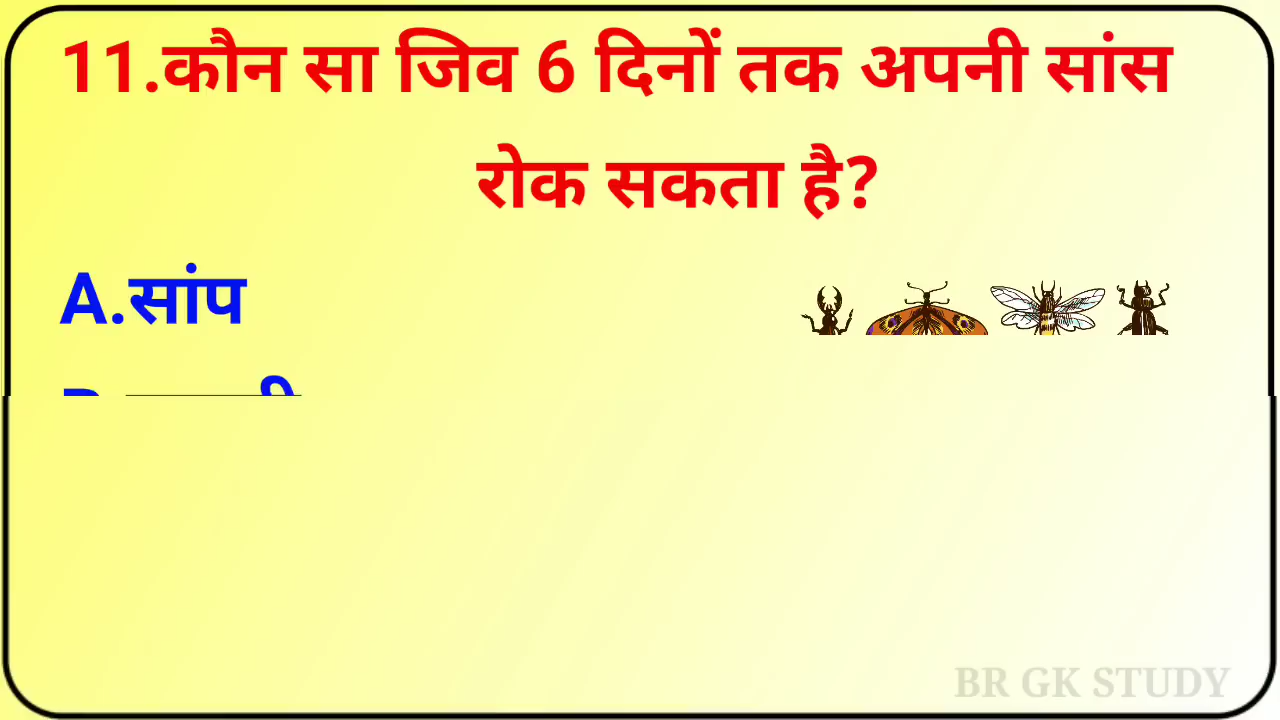 11.कौन सा जिव 6 दिनों तक अपनी सांस
रोक सकता है?
A.सांप
BR GK STUDY